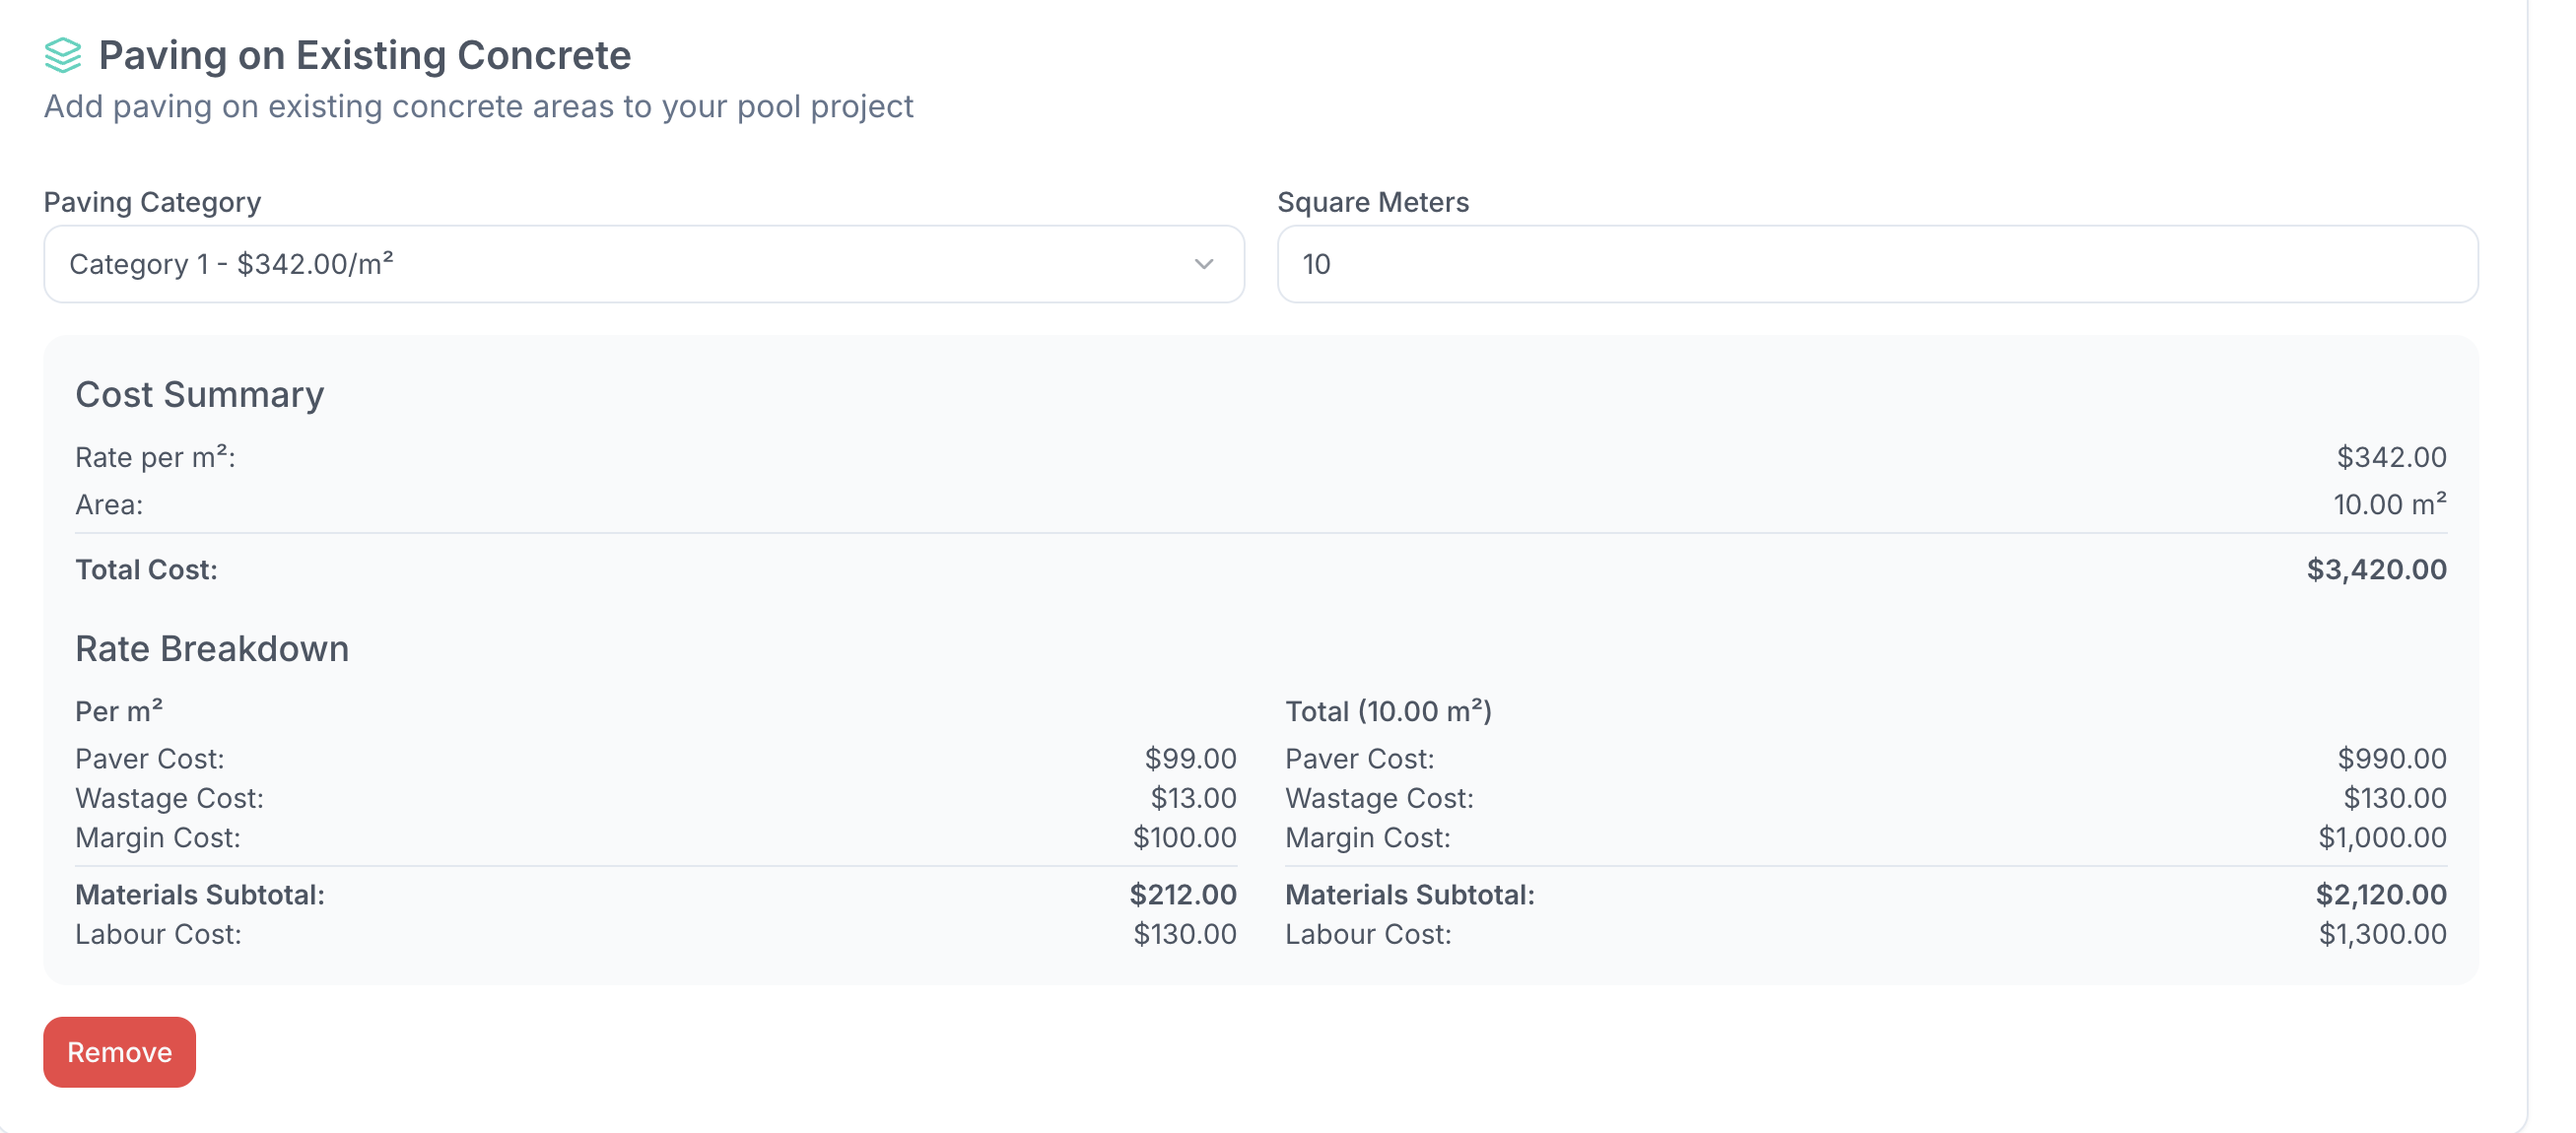 Paving on Existing Concrete
Add paving on existing concrete areas to your pool project
Paving Category
Category 1 - $342.00/m²
Square Meters
10
Cost Summary
Rate per m²: $342.00
Area: 10.00 m²
Total Cost: $3,420.00
Rate Breakdown
Per m²
Paver Cost: $99.00
Wastage Cost: $13.00
Margin Cost: $100.00
Materials Subtotal: $212.00
Labour Cost: $130.00
Total (10.00 m²)
Paver Cost: $990.00
Wastage Cost: $130.00
Margin Cost: $1,000.00
Materials Subtotal: $2,120.00
Labour Cost: $1,300.00
Remove